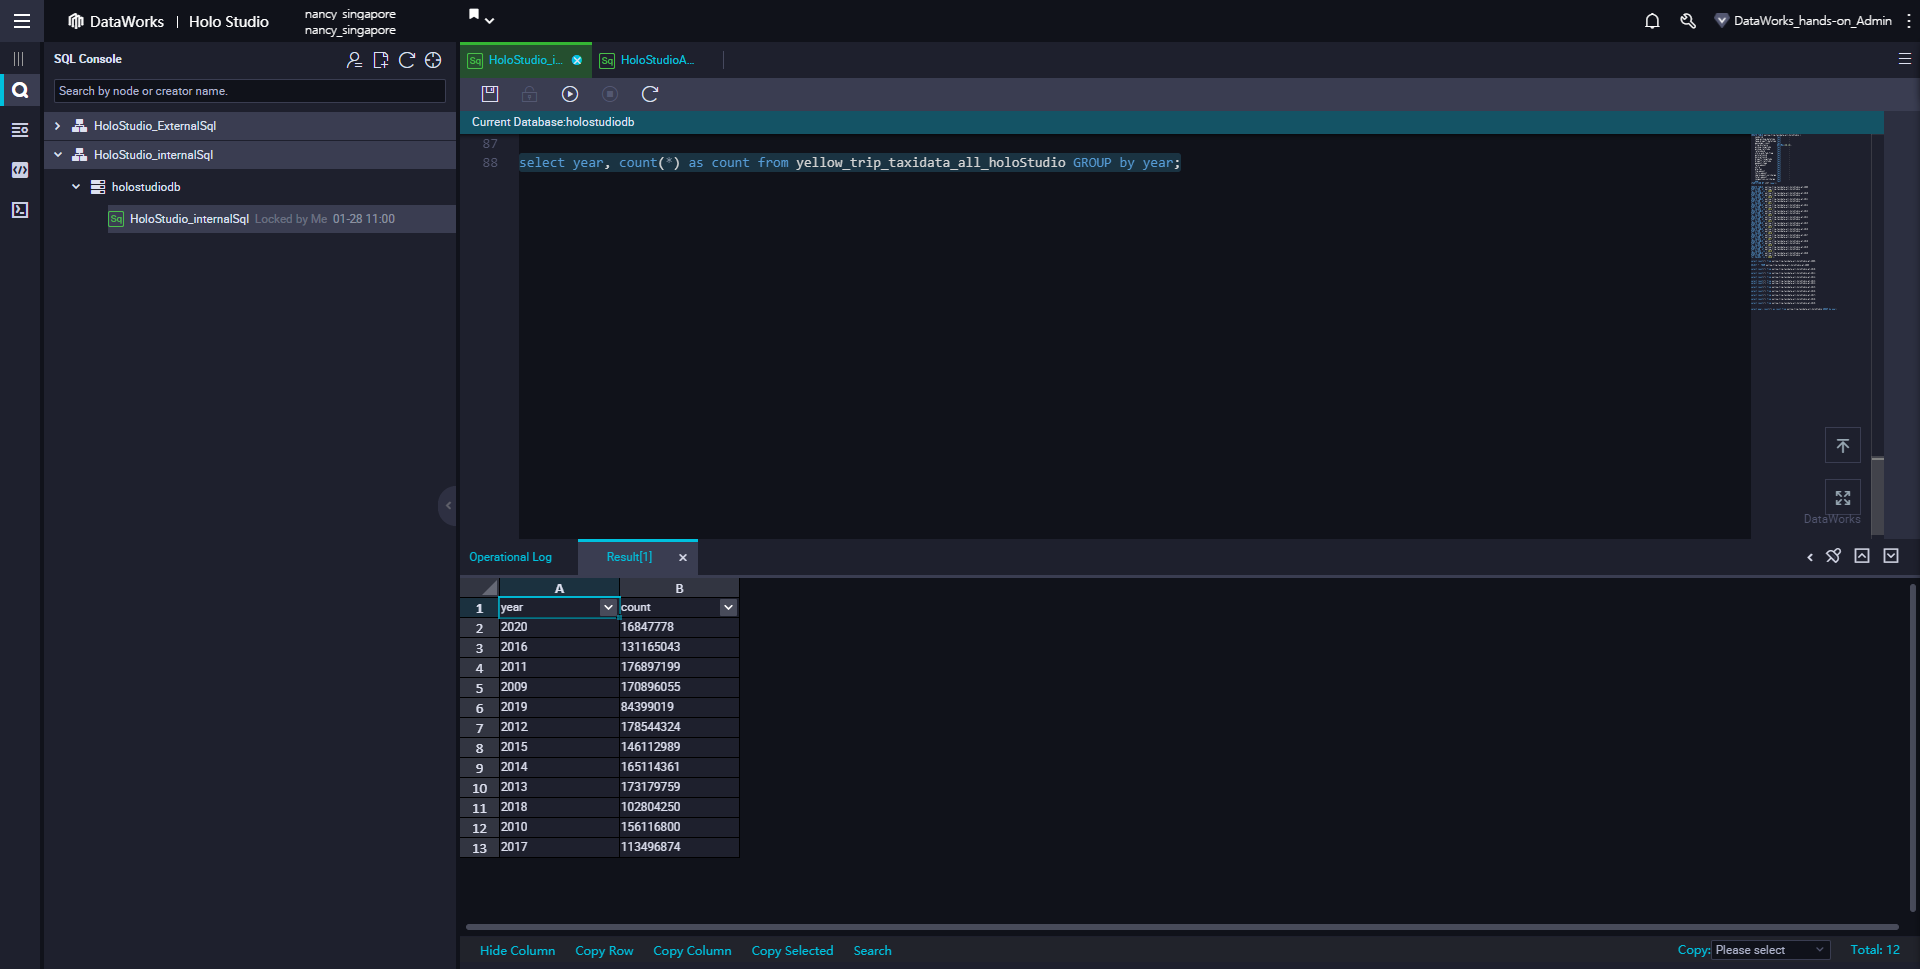 DataWorks | Holo Studio
nancy_singapore
nancy_singapore
DataWorks_hands-on_Admin
SQL Console
Search by node or creator name.
HoloStudio_ExternalSql
HoloStudio_internalSql
holostudiodb
Sq HoloStudio_internalSql Locked by Me 01-28 11:00
Sq HoloStudio_i...
Sq HoloStudioA...
Current Database:holostudiodb
87
88 select year, count(*) as count from yellow_trip_taxidata_all_holoStudio GROUP by year;
DataWorks
Operational Log
Result[1]
A B
1 year count
2 2020 16847778
3 2016 131165043
4 2011 176897199
5 2009 170896055
6 2019 84399019
7 2012 178544324
8 2015 146112989
9 2014 165114361
10 2013 173179759
11 2018 102804250
12 2010 156116800
13 2017 113496874
Hide Column Copy Row Copy Column Copy Selected Search
Copy: Please select Total: 12